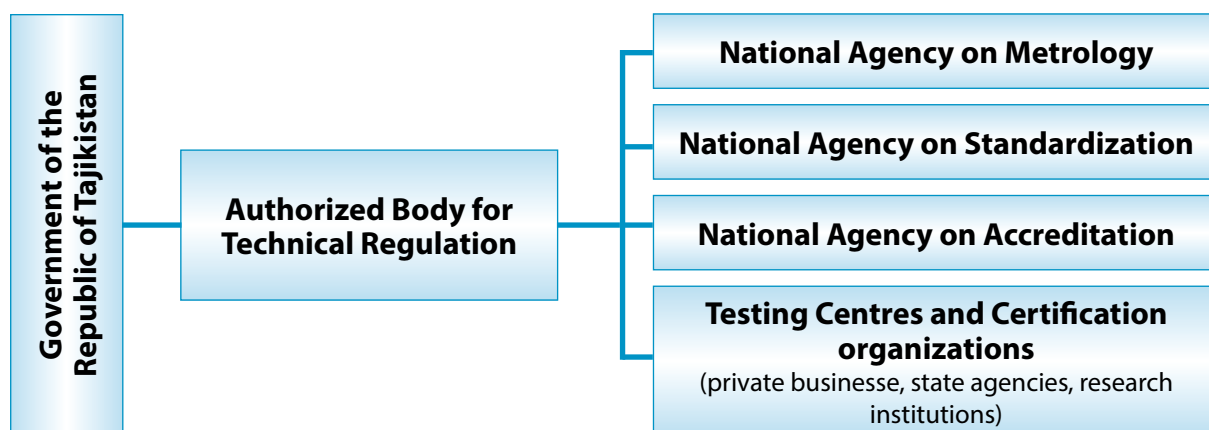 Government of the
Republic of Tajikistan
Authorized Body for
Technical Regulation
National Agency on Metrology
National Agency on Standardization
National Agency on Accreditation
Testing Centres and Certification
organizations
(private businesse, state agencies, research
institutions)